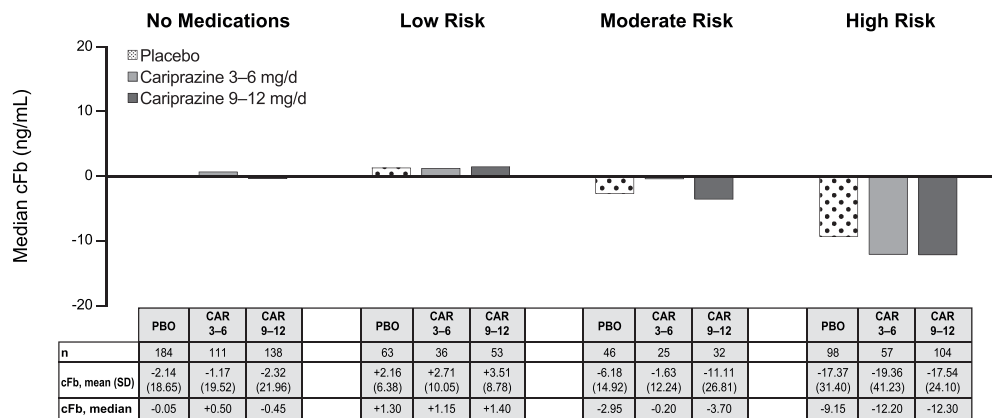 No Medications Low Risk Moderate Risk High Risk
Median cFb (ng/mL)
20
10
0
-10
-20
Placebo
Cariprazine 3–6 mg/d
Cariprazine 9–12 mg/d
PBO CAR 3–6 CAR 9–12 PBO CAR 3–6 CAR 9–12 PBO CAR 3–6 CAR 9–12 PBO CAR 3–6 CAR 9–12
n 184 111 138 63 36 53 46 25 32 98 57 104
cFb, mean (SD) -2.14 (18.65) -1.17 (19.52) -2.32 (21.96) +2.16 (6.38) +2.71 (10.05) +3.51 (8.78) -6.18 (14.92) -1.63 (12.24) -11.11 (26.81) -17.37 (31.40) -19.36 (41.23) -17.54 (24.10)
cFb, median -0.05 +0.50 -0.45 +1.30 +1.15 +1.40 -2.95 -0.20 -3.70 -9.15 -12.20 -12.30